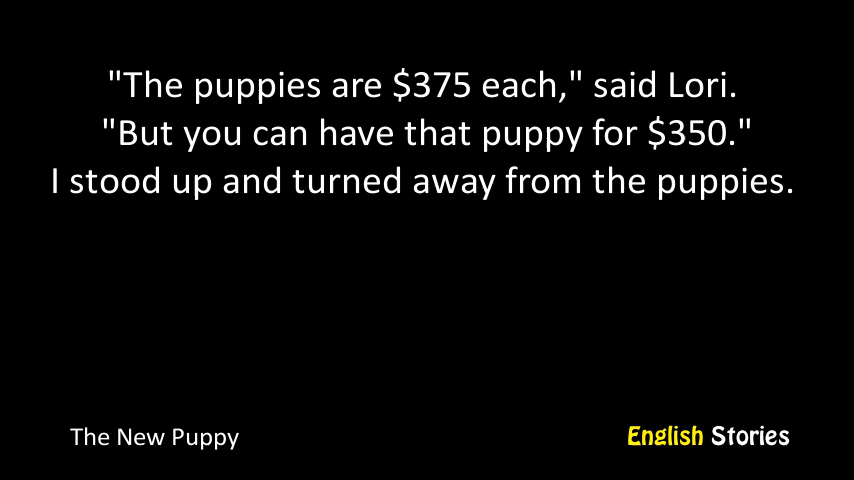 "The puppies are $375 each," said Lori.
"But you can have that puppy for $350."
I stood up and turned away from the puppies.
The New Puppy
English Stories